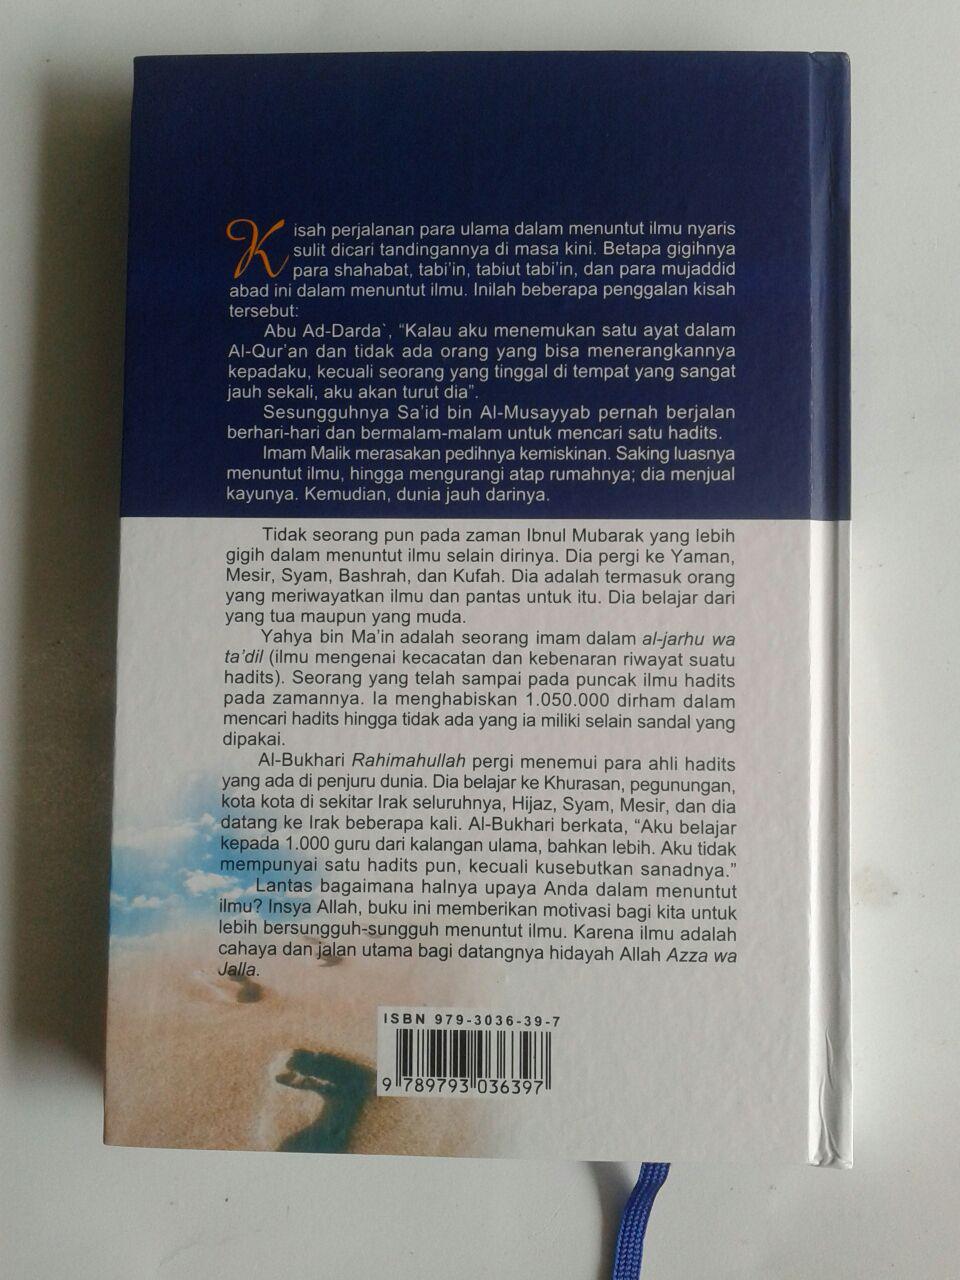 Kisah perjalanan para ulama dalam menuntut ilmu nyaris
sulit dicari tandingannya di masa kini. Betapa gigihnya
para shahabat, tabi'in, tabiut tabi'in, dan para mujaddid
abad ini dalam menuntut ilmu. Inilah beberapa penggalan kisah
tersebut:
Abu Ad-Darda`, “Kalau aku menemukan satu ayat dalam
Al-Qur'an dan tidak ada orang yang bisa menerangkannya
kepadaku, kecuali seorang yang tinggal di tempat yang sangat
jauh sekali, aku akan turut dia”.
Sesungguhnya Sa'id bin Al-Musayyab pernah berjalan
berhari-hari dan bermalam-malam untuk mencari satu hadits.
Imam Malik merasakan pedihnya kemiskinan. Saking luasnya
menuntut ilmu, hingga mengurangi atap rumahnya; dia menjual
kayunya. Kemudian, dunia jauh darinya.
Tidak seorang pun pada zaman Ibnul Mubarak yang lebih
gigih dalam menuntut ilmu selain dirinya. Dia pergi ke Yaman,
Mesir, Syam, Bashrah, dan Kufah. Dia adalah termasuk orang
yang meriwayatkan ilmu dan pantas untuk itu. Dia belajar dari
yang tua maupun yang muda.
Yahya bin Ma'in adalah seorang imam dalam al-jarhu wa
ta'dil (ilmu mengenai kecacatan dan kebenaran riwayat suatu
hadits). Seorang yang telah sampai pada puncak ilmu hadits
pada zamannya. Ia menghabiskan 1.050.000 dirham dalam
mencari hadits hingga tidak ada yang ia miliki selain sandal yang
dipakai.
Al-Bukhari Rahimahullah pergi menemui para ahli hadits
yang ada di penjuru dunia. Dia belajar ke Khurasan, pegunungan,
kota kota di sekitar Irak seluruhnya, Hijaz, Syam, Mesir, dan dia
datang ke Irak beberapa kali. Al-Bukhari berkata, “Aku belajar
kepada 1.000 guru dari kalangan ulama, bahkan lebih. Aku tidak
mempunyai satu hadits pun, kecuali kusebutkan sanadnya.”
Lantas bagaimana halnya upaya Anda dalam menuntut
ilmu? Insya Allah, buku ini memberikan motivasi bagi kita untuk
lebih bersungguh-sungguh menuntut ilmu. Karena ilmu adalah
cahaya dan jalan utama bagi datangnya hidayah Allah Azza wa
Jalla.
ISBN 979-3036-39-7
9 789793 036397